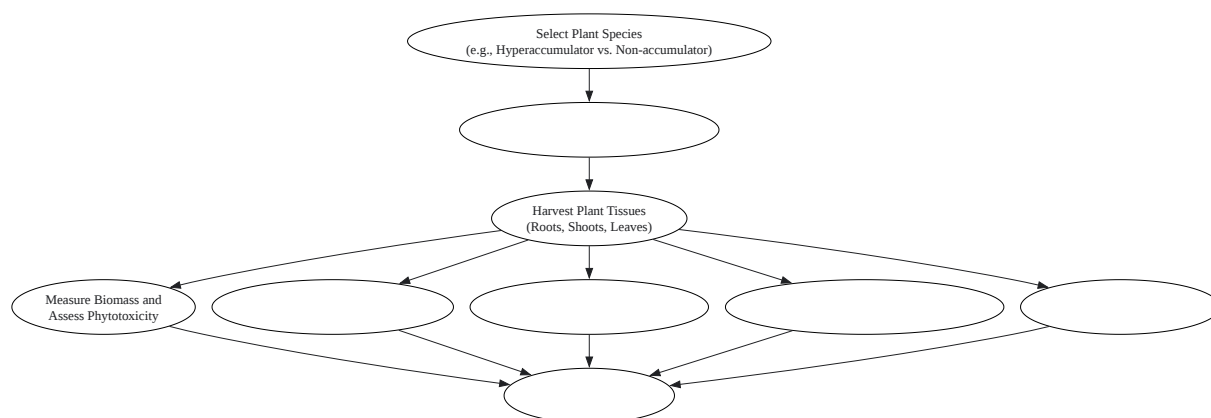 Select Plant Species
(e.g., Hyperaccumulator vs. Non-accumulator)
Harvest Plant Tissues
(Roots, Shoots, Leaves)
Measure Biomass and
Assess Phytotoxicity